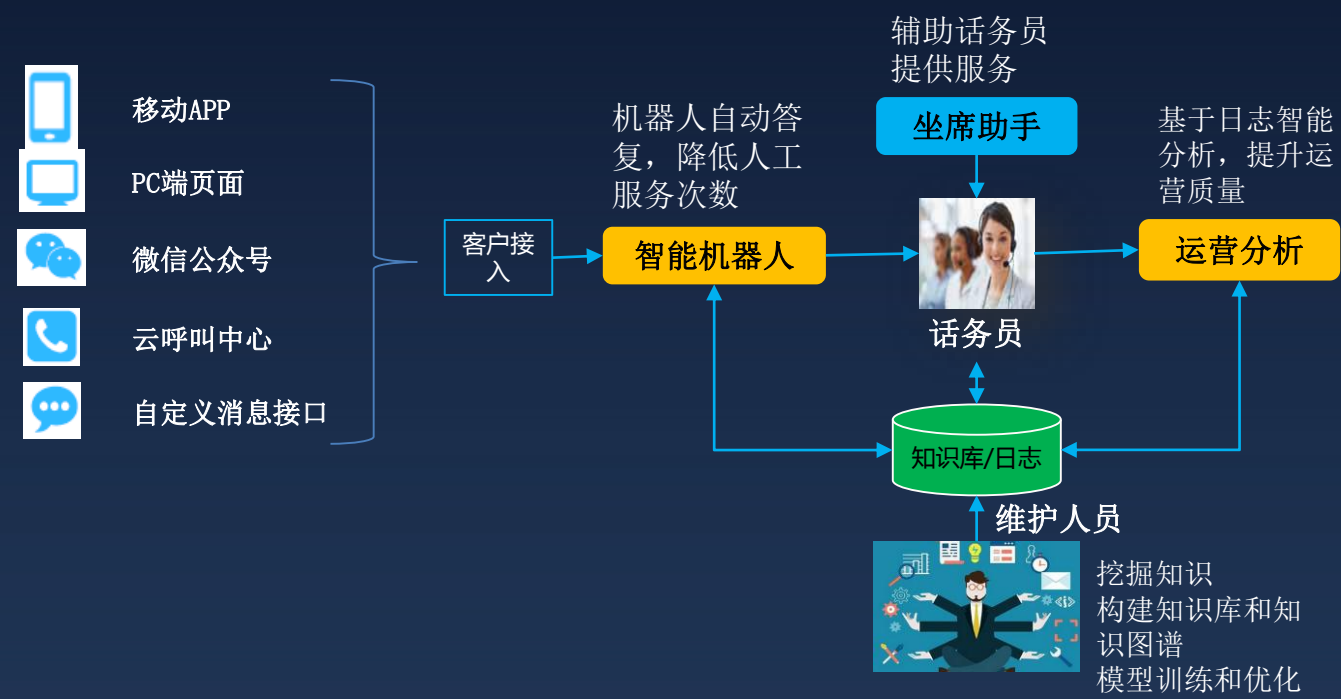 移动APP
PC端页面
微信公众号
云呼叫中心
自定义消息接口
客户接
入
机器人自动答
复，降低人工
服务次数
智能机器人
辅助话务员
提供服务
坐席助手
话务员
基于日志智能
分析，提升运
营质量
运营分析
知识库/日志
维护人员
挖掘知识
构建知识库和知
识图谱
模型训练和优化